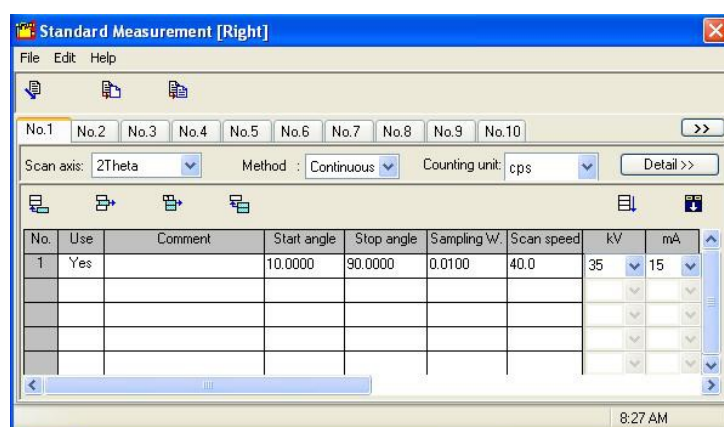 Standard Measurement [Right]
File Edit Help
No.1 No.2 No.3 No.4 No.5 No.6 No.7 No.8 No.9 No.10 >>
Scan axis: 2Theta Method : Continuous Counting unit: cps Detail >>
No. Use Comment Start angle Stop angle Sampling W. Scan speed kV mA
1 Yes 10.0000 90.0000 0.0100 40.0 35 15
8:27 AM